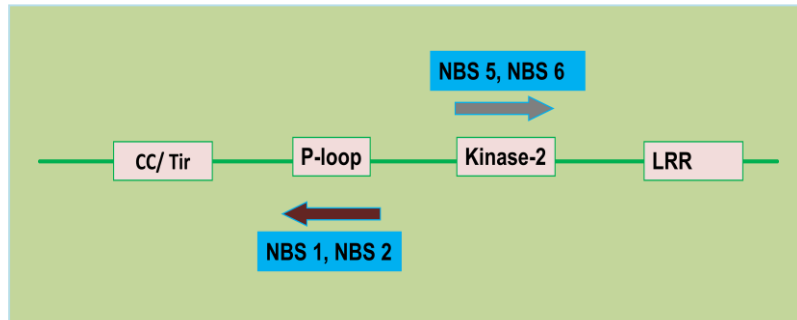 NBS 5, NBS 6
CC/ Tir
P-loop
Kinase-2
LRR
NBS 1, NBS 2